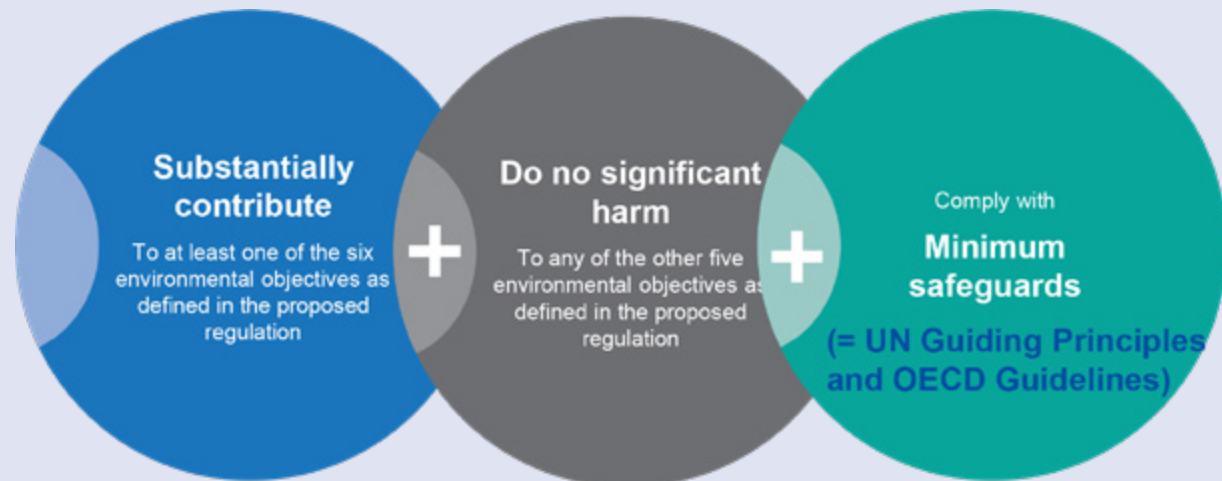 Substantially
contribute
To at least one of the six
environmental objectives as
defined in the proposed
regulation
+
Do no significant
harm
To any of the other five
environmental objectives as
defined in the proposed
regulation
+
Comply with
Minimum
safeguards
(= UN Guiding Principles
and OECD Guidelines)